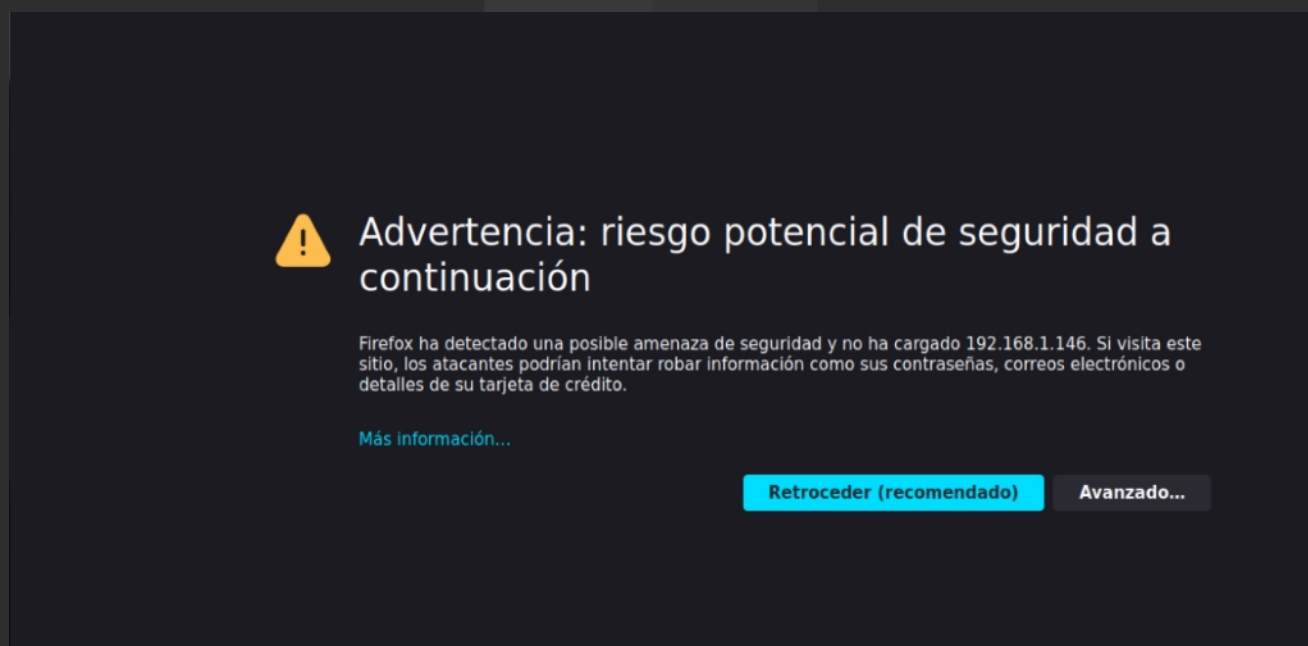 Advertencia: riesgo potencial de seguridad a
continuación
Firefox ha detectado una posible amenaza de seguridad y no ha cargado 192.168.1.146. Si visita este
sitio, los atacantes podrían intentar robar información como sus contraseñas, correos electrónicos o
detalles de su tarjeta de crédito.
Más información...
Retroceder (recomendado) Avanzado...